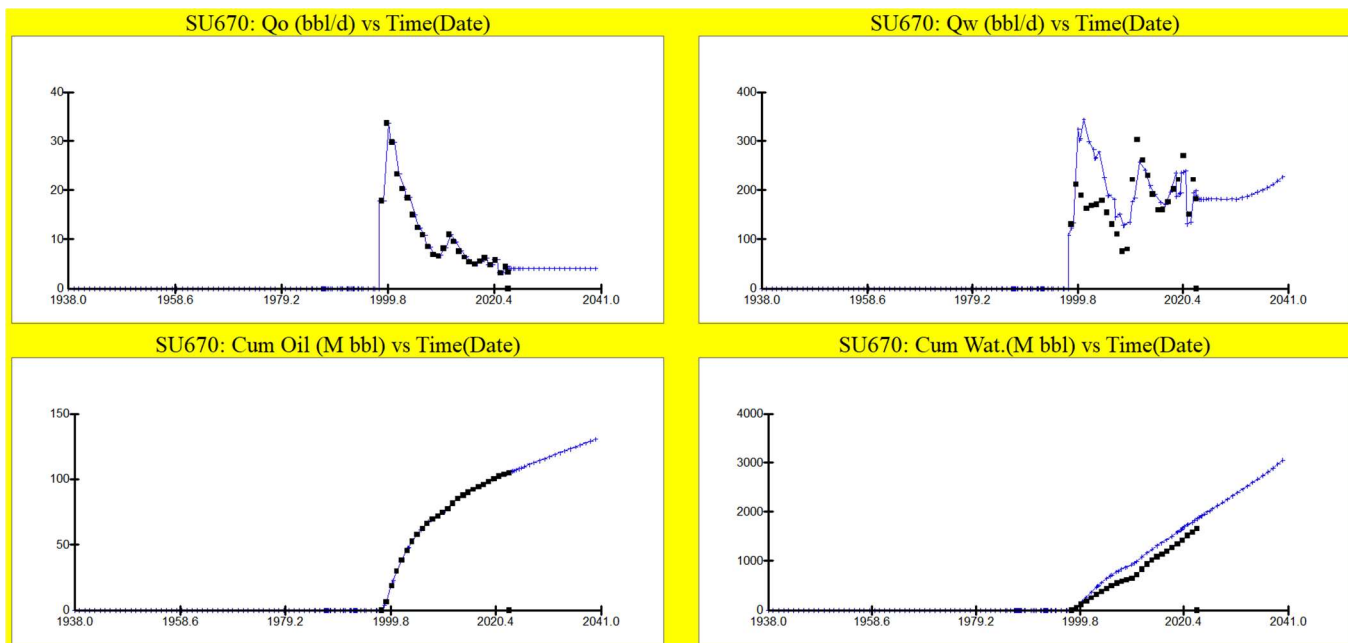 SU670: Qo (bbl/d) vs Time(Date)
40
30
20
10
0
1938.0 1958.6 1979.2 1999.8 2020.4 2041.0
SU670: Qw (bbl/d) vs Time(Date)
400
300
200
100
0
1938.0 1958.6 1979.2 1999.8 2020.4 2041.0
SU670: Cum Oil (M bbl) vs Time(Date)
150
100
50
0
1938.0 1958.6 1979.2 1999.8 2020.4 2041.0
SU670: Cum Wat.(M bbl) vs Time(Date)
4000
3000
2000
1000
0
1938.0 1958.6 1979.2 1999.8 2020.4 2041.0